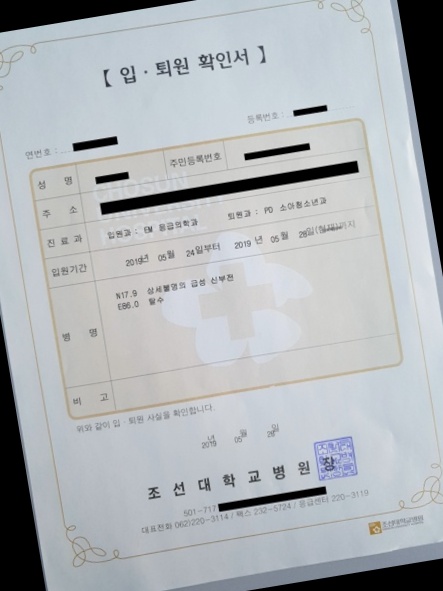 【 입 · 퇴원 확인서 】
등록번호 :
연번호 :
성 명
주민등록번호
주 소
진 료 과 입원과 : EM 응급의학과 퇴원과 : PD 소아청소년과
입원기간 2019년 05월 24일부터 2019 년 05월 28일(현재)까지
병 명
N17.9 상세불명의 급성 신부전
E86.0 탈수
비 고
위와 같이 입 · 퇴원 사실을 확인합니다.
2019년 05월 28일
조 선 대 학 교 병 원 장
501-717
대표전화 062)220-3114 / 팩스 232-5724 / 응급센터 220-3119
조선대학교병원
CHOSUN
UNIVERSITY